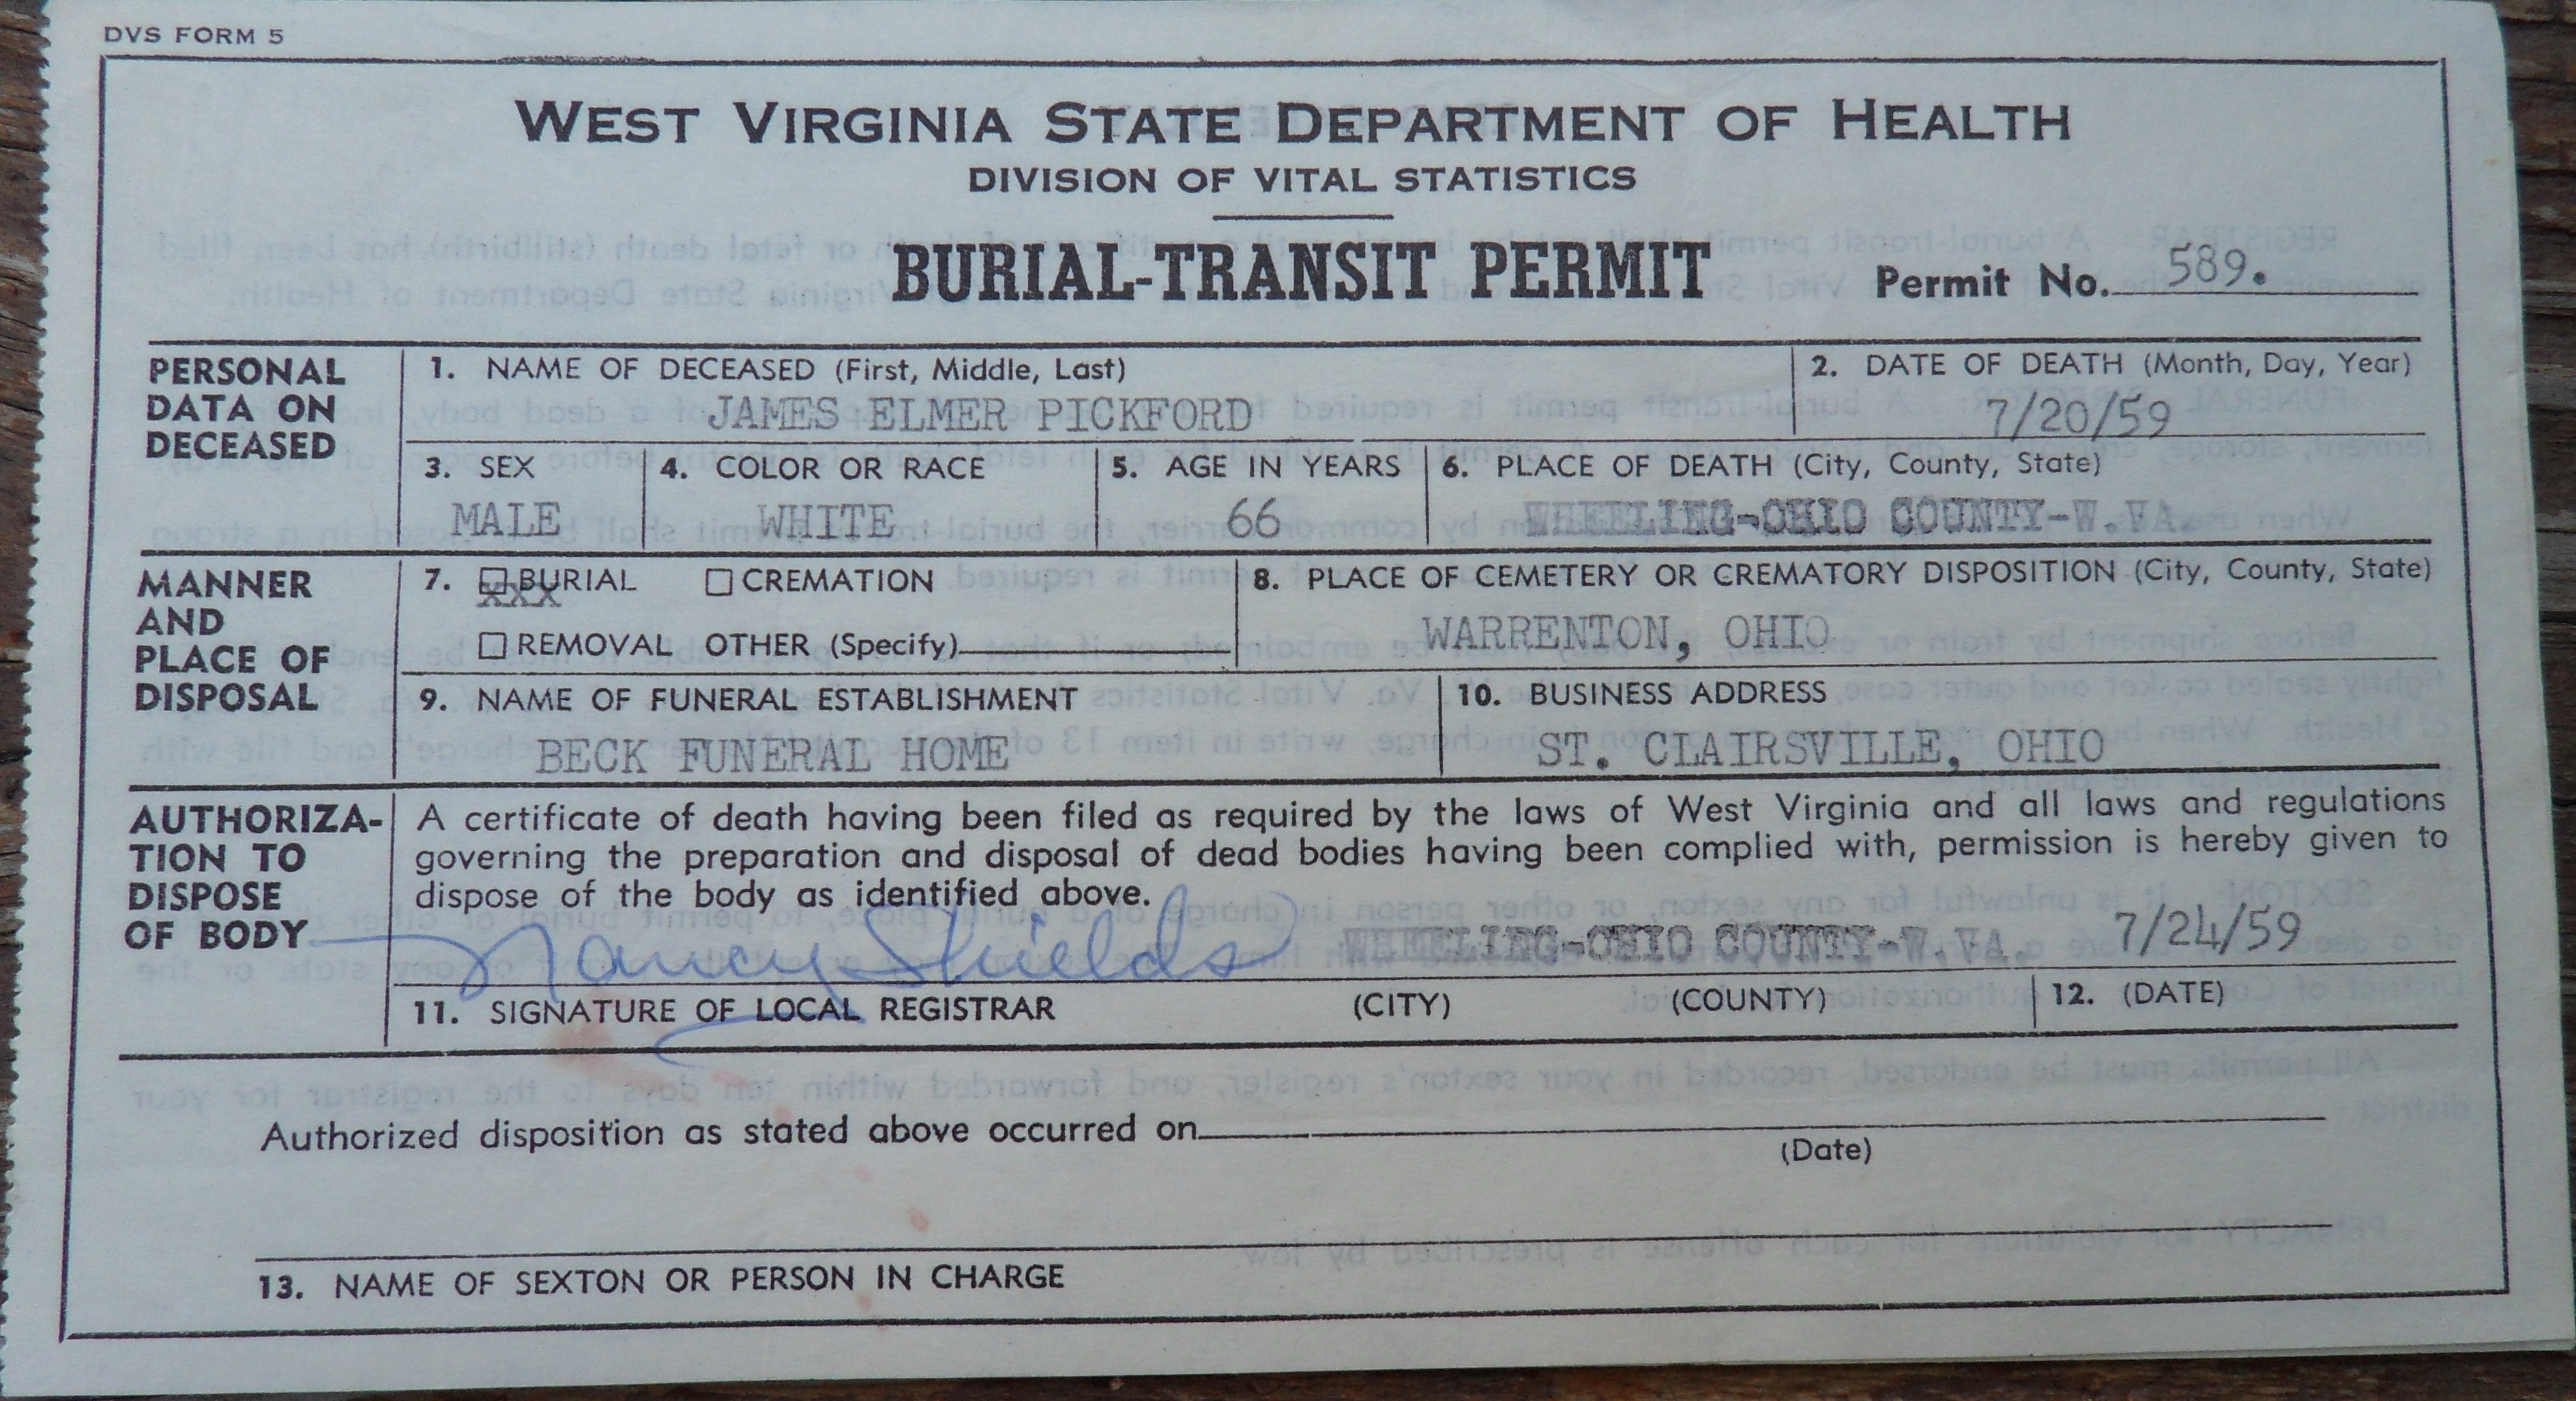 DVS FORM 5
WEST VIRGINIA STATE DEPARTMENT OF HEALTH
DIVISION OF VITAL STATISTICS
BURIAL-TRANSIT PERMIT Permit No. 589.
PERSONAL DATA ON DECEASED
1. NAME OF DECEASED (First, Middle, Last) 2. DATE OF DEATH (Month, Day, Year)
JAMES ELMER PICKFORD 7/20/59
3. SEX 4. COLOR OR RACE 5. AGE IN YEARS 6. PLACE OF DEATH (City, County, State)
MALE WHITE 66 WHEELING-OHIO COUNTY-W.VA.
MANNER AND PLACE OF DISPOSAL
7. ☐ BURIAL ☐ CREMATION 8. PLACE OF CEMETERY OR CREMATORY DISPOSITION (City, County, State)
XXX
☐ REMOVAL OTHER (Specify) WARRENTON, OHIO
9. NAME OF FUNERAL ESTABLISHMENT 10. BUSINESS ADDRESS
BECK FUNERAL HOME ST. CLAIRSVILLE, OHIO
AUTHORIZA-
TION TO
DISPOSE
OF BODY
A certificate of death having been filed as required by the laws of West Virginia and all laws and regulations
governing the preparation and disposal of dead bodies having been complied with, permission is hereby given to
dispose of the body as identified above.
Nancy Shields WHEELING-OHIO COUNTY-W.VA. 7/24/59
11. SIGNATURE OF LOCAL REGISTRAR (CITY) (COUNTY) 12. (DATE)
Authorized disposition as stated above occurred on
(Date)
13. NAME OF SEXTON OR PERSON IN CHARGE